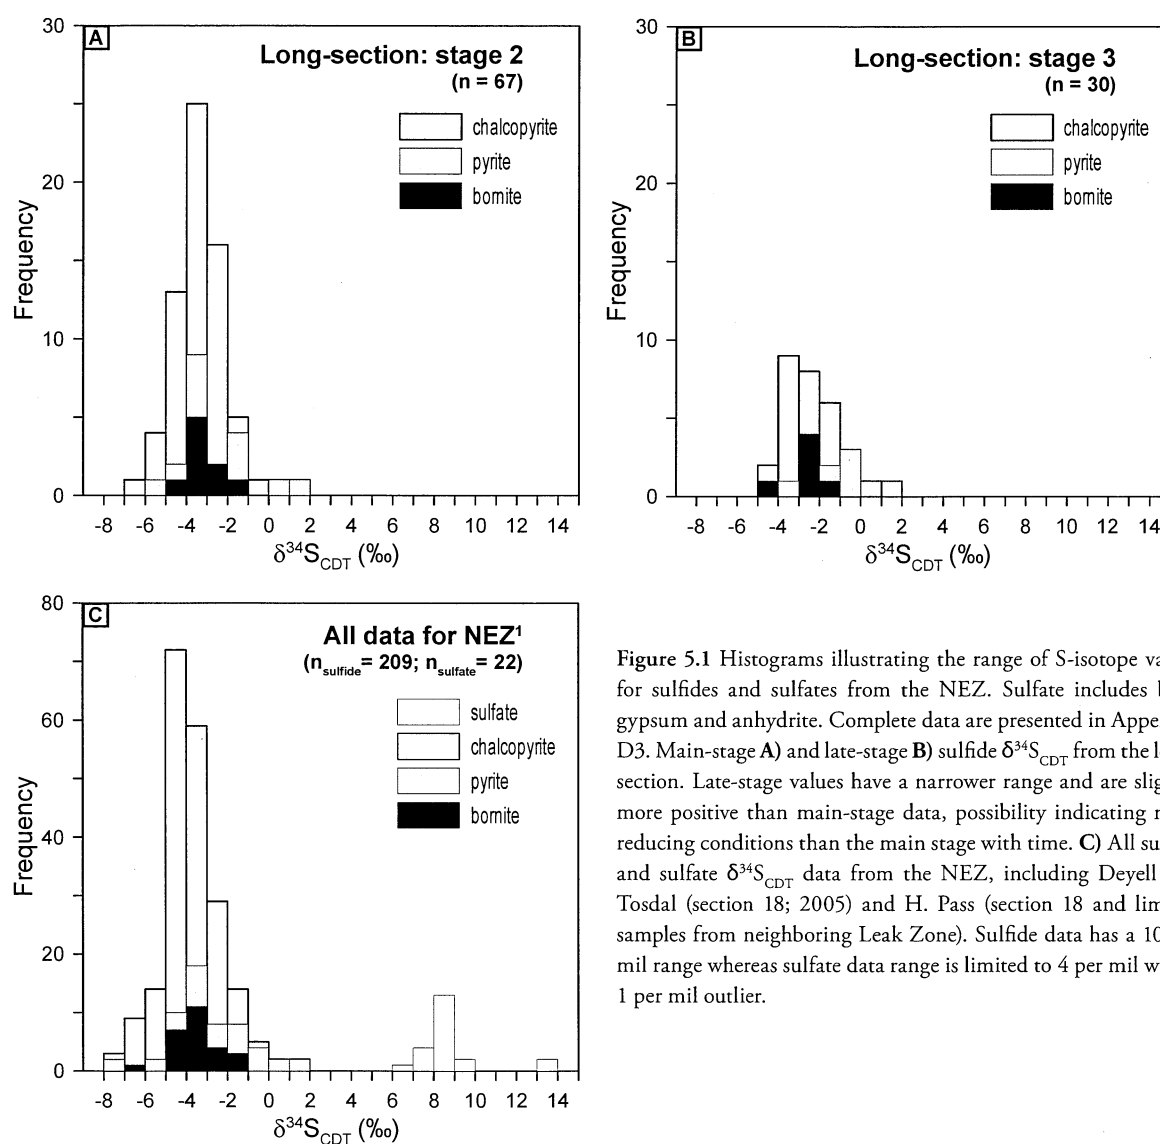 A
Long-section: stage 2
(n = 67)
chalcopyrite
pyrite
bornite
Frequency
30
20
10
0
-8 -6 -4 -2 0 2 4 6 8 10 12 14
δ³⁴S_CDT (‰)
B
Long-section: stage 3
(n = 30)
chalcopyrite
pyrite
bornite
Frequency
30
20
10
0
-8 -6 -4 -2 0 2 4 6 8 10 12 14
δ³⁴S_CDT (‰)
C
All data for NEZ¹
(n_sulfide = 209; n_sulfate = 22)
sulfate
chalcopyrite
pyrite
bornite
Frequency
80
60
40
20
0
-8 -6 -4 -2 0 2 4 6 8 10 12 14
δ³⁴S_CDT (‰)
Figure 5.1 Histograms illustrating the range of S-isotope va
for sulfides and sulfates from the NEZ. Sulfate includes
gypsum and anhydrite. Complete data are presented in Appe
D3. Main-stage A) and late-stage B) sulfide δ³⁴S_CDT from the l
section. Late-stage values have a narrower range and are slig
more positive than main-stage data, possibility indicating
reducing conditions than the main stage with time. C) All su
and sulfate δ³⁴S_CDT data from the NEZ, including Deyell
Tosdal (section 18; 2005) and H. Pass (section 18 and lim
samples from neighboring Leak Zone). Sulfide data has a 10
mil range whereas sulfate data range is limited to 4 per mil w
1 per mil outlier.